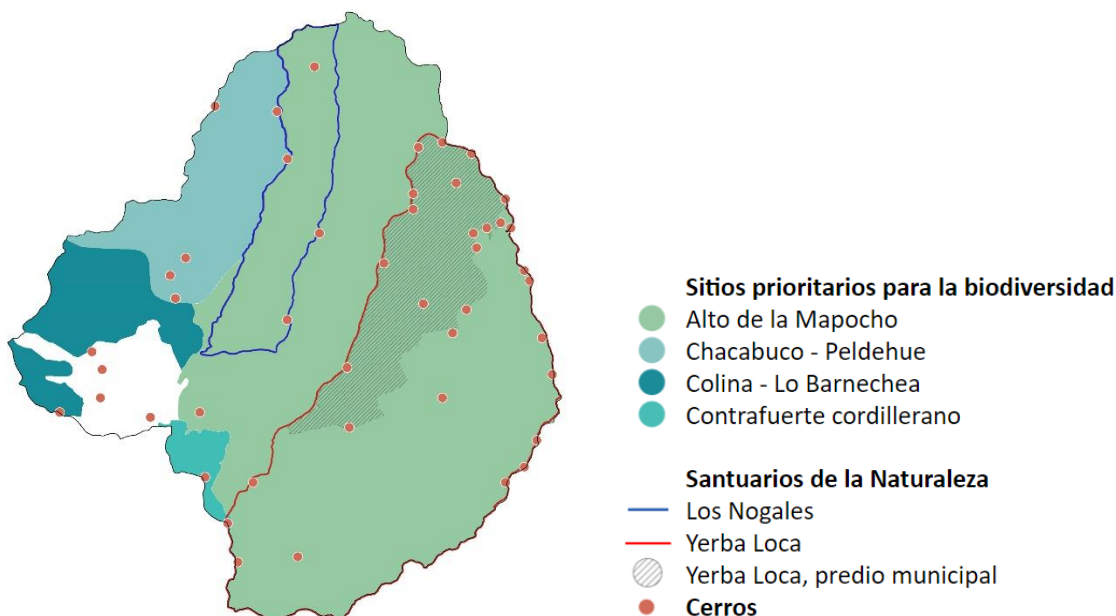 Sitios prioritarios para la biodiversidad
Alto de la Mapocho
Chacabuco - Peldehue
Colina - Lo Barnechea
Contrafuerte cordillerano
Santuarios de la Naturaleza
Los Nogales
Yerba Loca
Yerba Loca, predio municipal
Cerros